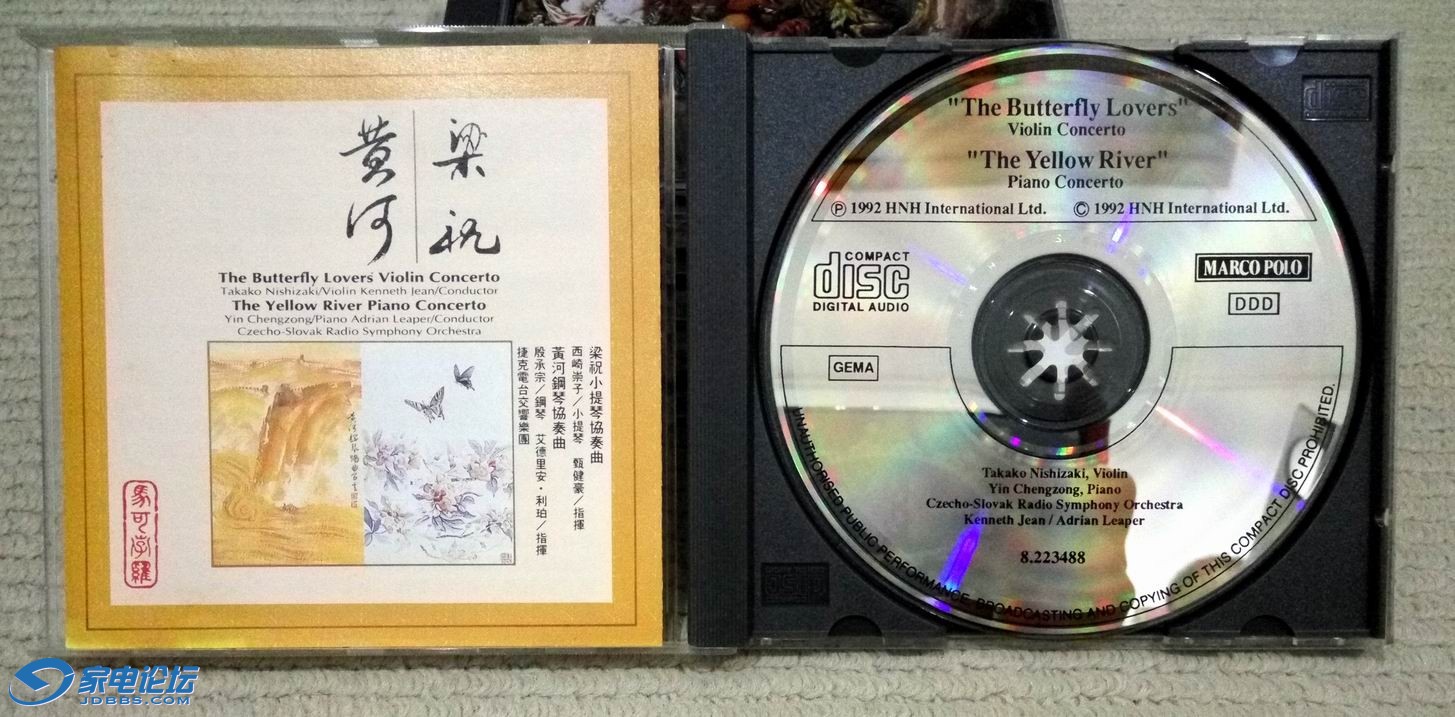 梁祝
黄河
The Butterfly Lovers Violin Concerto
Takako Nishizaki/Violin Kenneth Jean/Conductor
The Yellow River Piano Concerto
Yin Chengzong/Piano Adrian Leaper/Conductor
Czecho-Slovak Radio Symphony Orchestra
梁祝小提琴協奏曲
西崎崇子／小提琴 甄健豪／指揮
黃河鋼琴協奏曲
殷承宗／鋼琴 艾德里安·利珀／指揮
捷克電台交響樂團
馬可孛羅
"The Butterfly Lovers"
Violin Concerto
"The Yellow River"
Piano Concerto
Ⓟ 1992 HNH International Ltd. © 1992 HNH International Ltd.
COMPACT
disc
DIGITAL AUDIO
MARCO POLO
DDD
GEMA
Takako Nishizaki, Violin
Yin Chengzong, Piano
Czecho-Slovak Radio Symphony Orchestra
Kenneth Jean / Adrian Leaper
8.223488
UNAUTHORISED PUBLIC PERFORMANCE, BROADCASTING AND COPYING OF THIS COMPACT DISC PROHIBITED.
家电论坛
JDBBS.COM